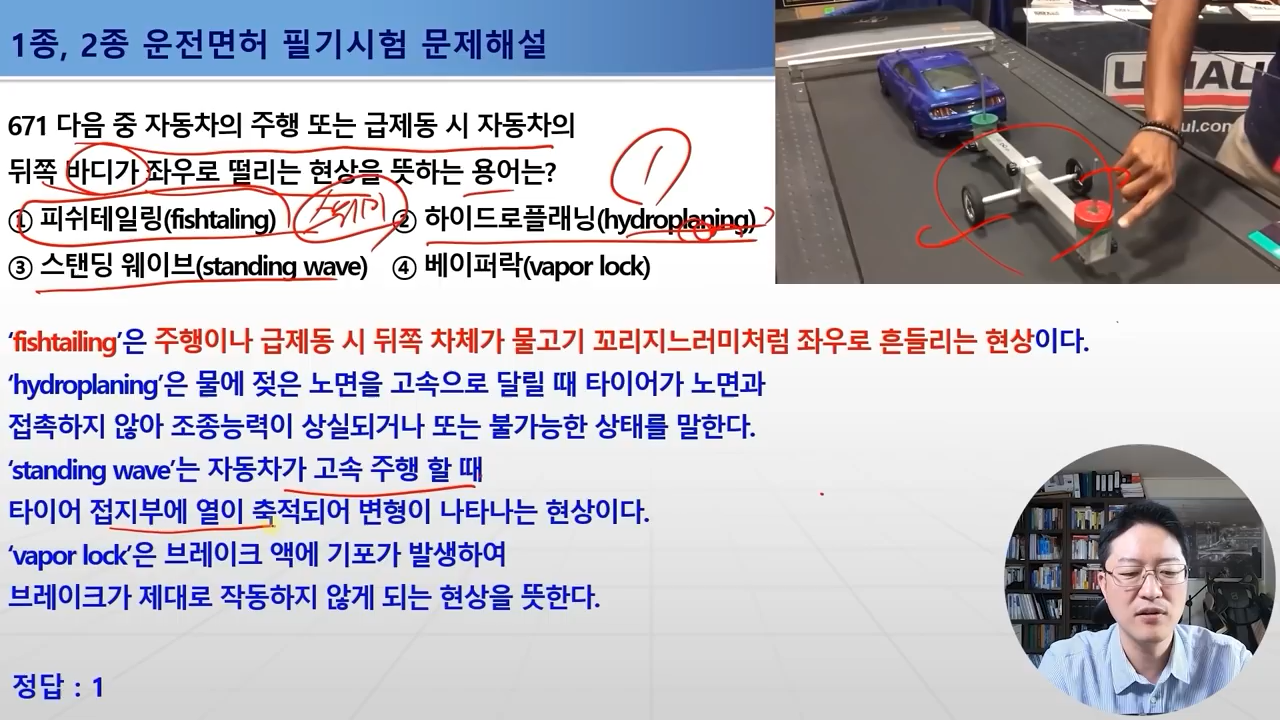 1종, 2종 운전면허 필기시험 문제해설
671 다음 중 자동차의 주행 또는 급제동 시 자동차의
뒤쪽 바디가 좌우로 떨리는 현상을 뜻하는 용어는?
① 피쉬테일링(fishtaling) ② 하이드로플래닝(hydroplaning)
③ 스탠딩 웨이브(standing wave) ④ 베이퍼락(vapor lock)
1
UHAUL
ul.com
'fishtailing'은 주행이나 급제동 시 뒤쪽 차체가 물고기 꼬리지느러미처럼 좌우로 흔들리는 현상이다.
'hydroplaning'은 물에 젖은 노면을 고속으로 달릴 때 타이어가 노면과
접촉하지 않아 조종능력이 상실되거나 또는 불가능한 상태를 말한다.
'standing wave'는 자동차가 고속 주행 할 때
타이어 접지부에 열이 축적되어 변형이 나타나는 현상이다.
'vapor lock'은 브레이크 액에 기포가 발생하여
브레이크가 제대로 작동하지 않게 되는 현상을 뜻한다.
정답 : 1